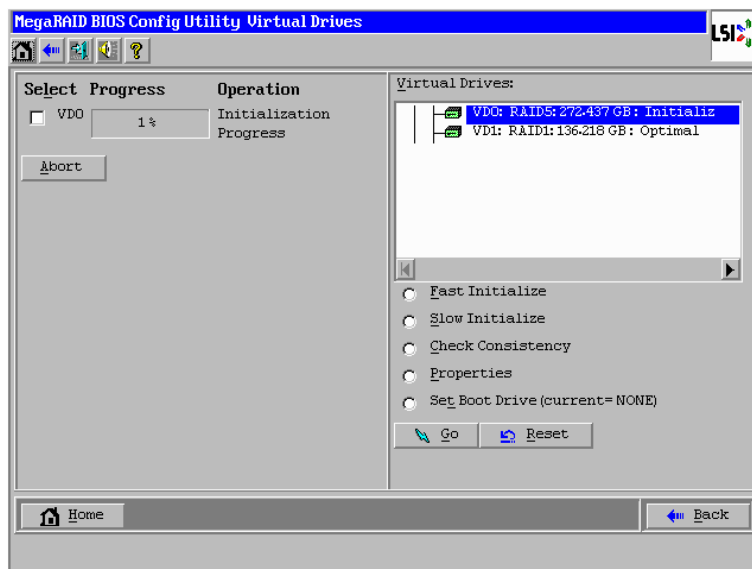 MegaRAID BIOS Config Utility Virtual Drives
LSI
?
Select Progress Operation
VD0 1% Initialization
Progress
Abort
Virtual Drives:
VD0: RAID5: 272.437 GB: Initializ
VD1: RAID1: 136.218 GB: Optimal
Fast Initialize
Slow Initialize
Check Consistency
Properties
Set Boot Drive (current= NONE)
Go Reset
Home Back